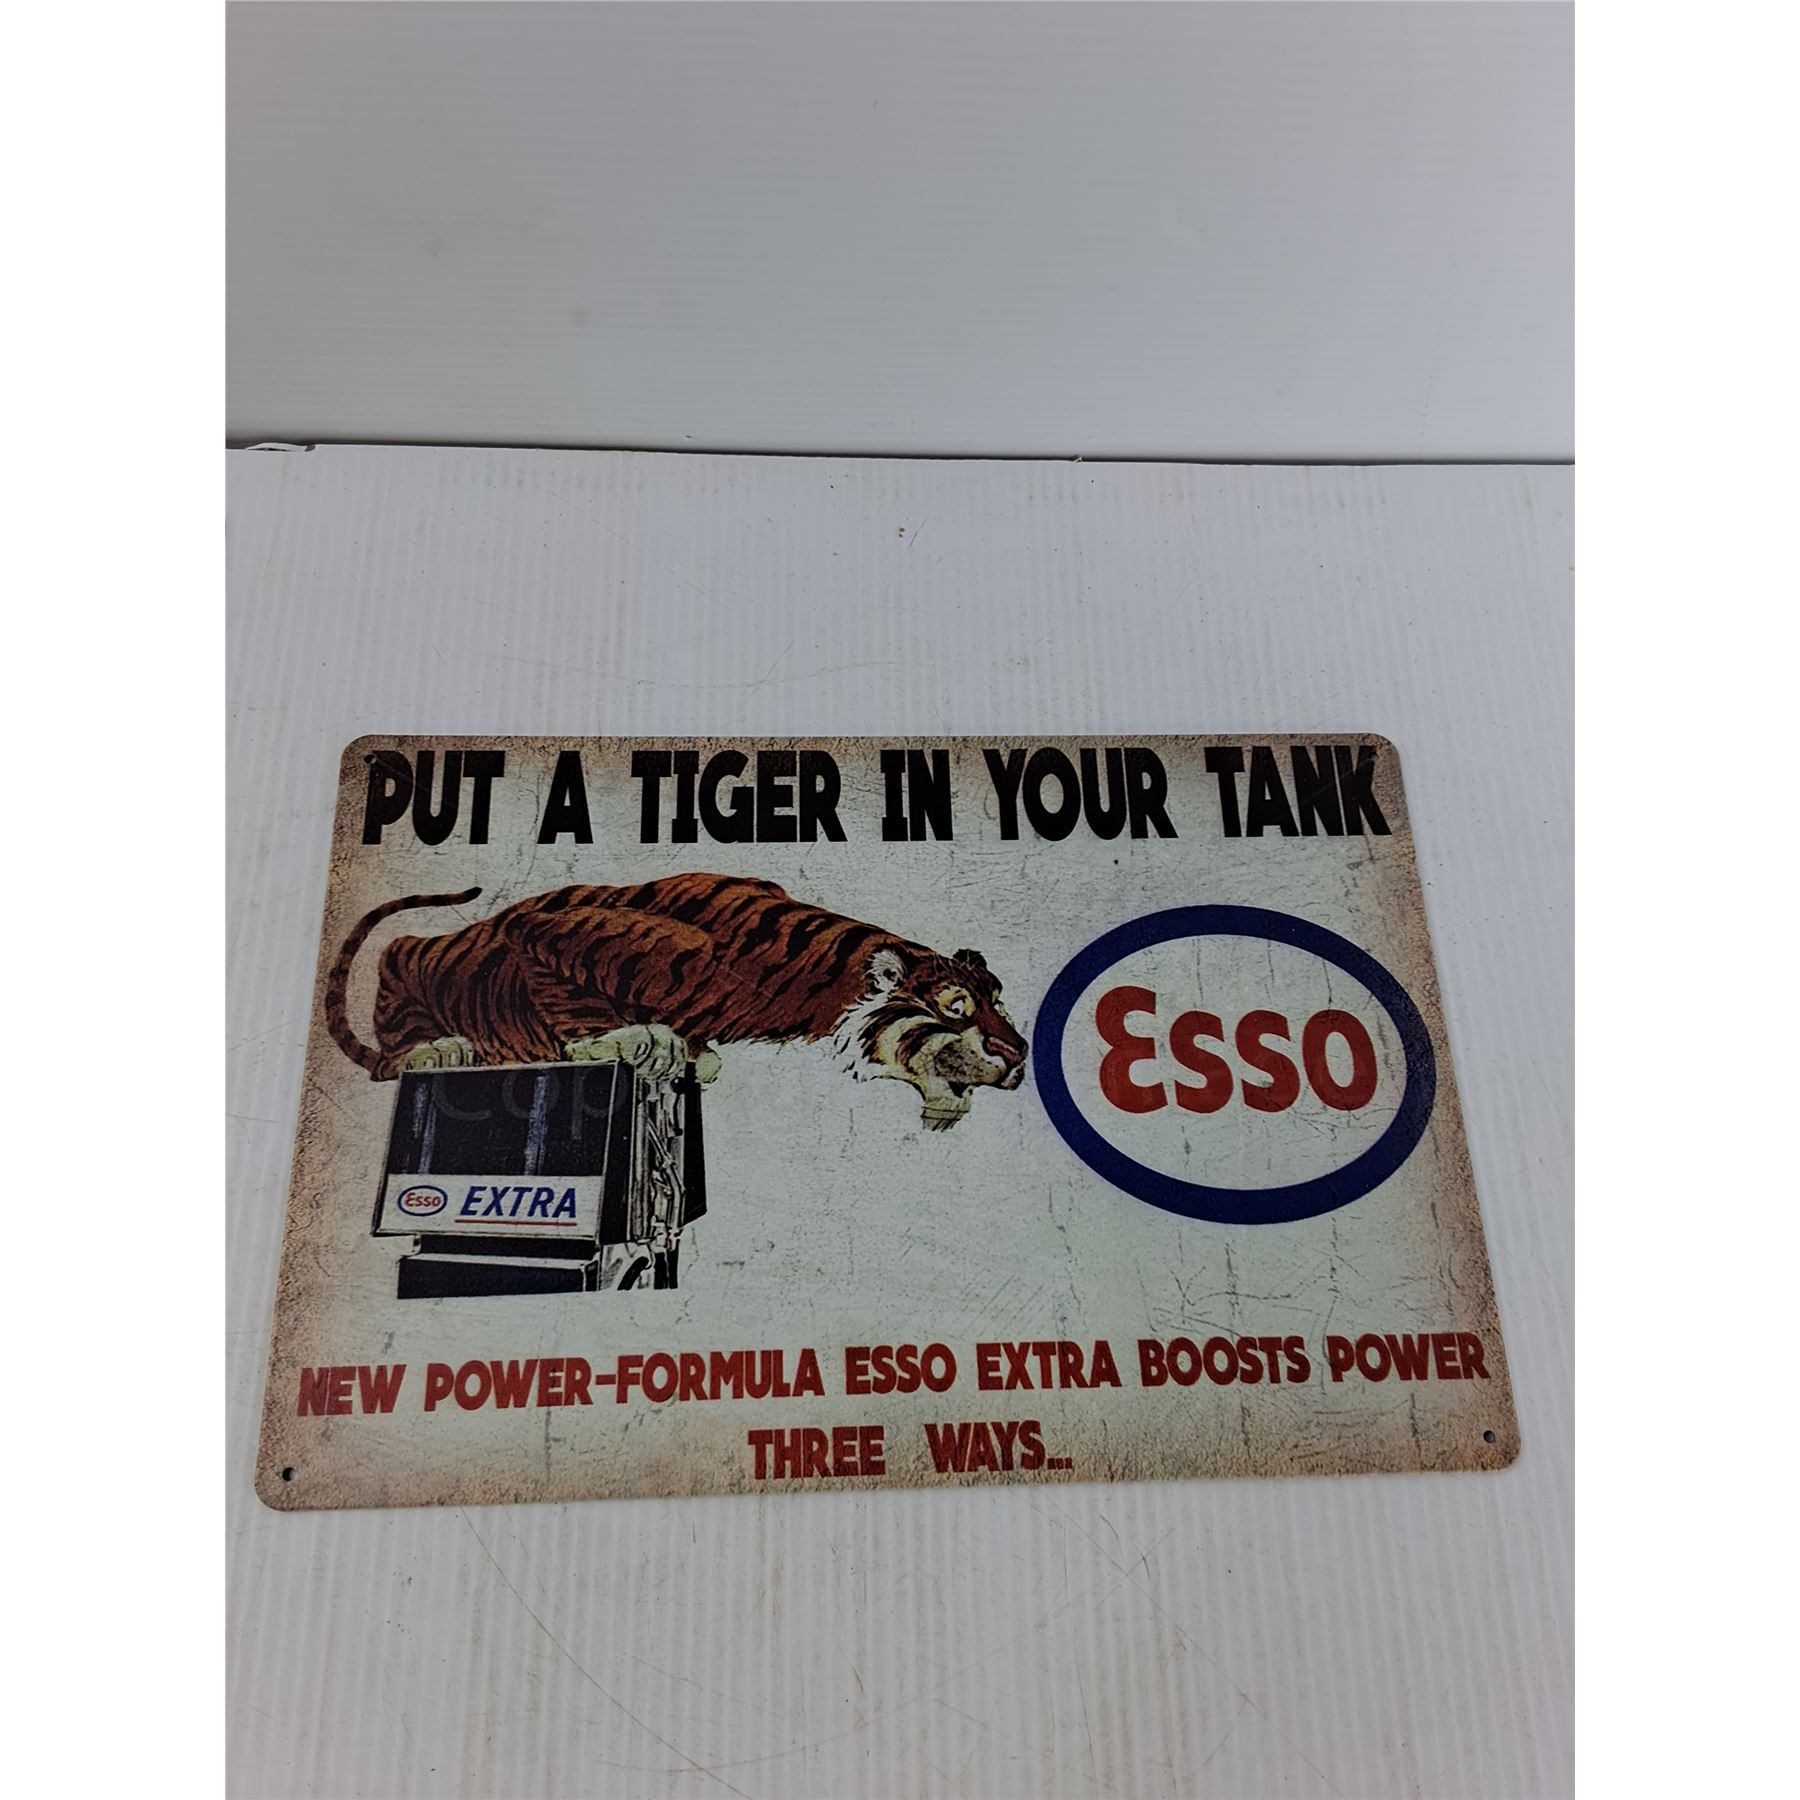 PUT A TIGER IN YOUR TANK
Esso
Esso EXTRA
NEW POWER-FORMULA ESSO EXTRA BOOSTS POWER
THREE WAYS...